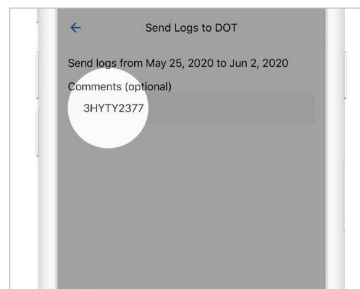 Send Logs to DOT
Send logs from May 25, 2020 to Jun 2, 2020
Comments (optional)
3HYTY2377